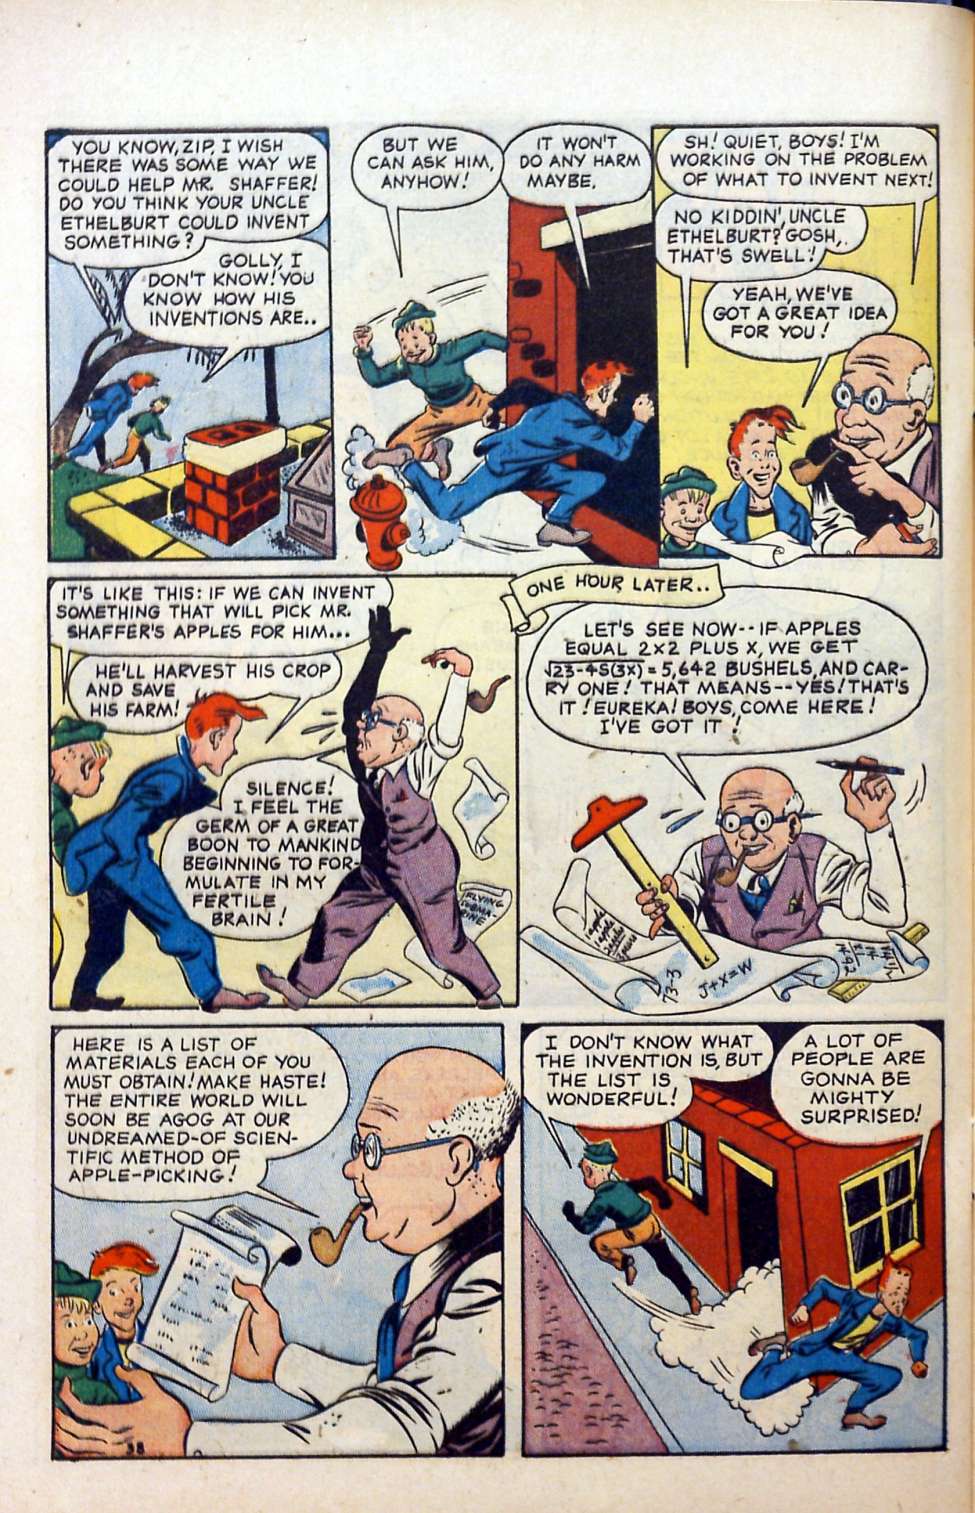 YOU KNOW, ZIP, I WISH
THERE WAS SOME WAY WE
COULD HELP MR. SHAFFER!
DO YOU THINK YOUR UNCLE
ETHELBURT COULD INVENT
SOMETHING?
GOLLY, I
DON'T KNOW! YOU
KNOW HOW HIS
INVENTIONS ARE..
BUT WE
CAN ASK HIM,
ANYHOW!
IT WON'T
DO ANY HARM
MAYBE.
SH! QUIET, BOYS! I'M
WORKING ON THE PROBLEM
OF WHAT TO INVENT NEXT!
NO KIDDIN', UNCLE
ETHELBURT? GOSH,
THAT'S SWELL!
YEAH, WE'VE
GOT A GREAT IDEA
FOR YOU!
IT'S LIKE THIS: IF WE CAN INVENT
SOMETHING THAT WILL PICK MR.
SHAFFER'S APPLES FOR HIM...
HE'LL HARVEST HIS CROP
AND SAVE
HIS FARM!
SILENCE!
I FEEL THE
GERM OF A GREAT
BOON TO MANKIND
BEGINNING TO FOR-
MULATE IN MY
FERTILE
BRAIN!
FLYING
SUBMA-
RINE
ONE HOUR LATER..
LET'S SEE NOW--IF APPLES
EQUAL 2X2 PLUS X, WE GET
√23-45(3X) = 5,642 BUSHELS, AND CAR-
RY ONE! THAT MEANS--YES! THAT'S
IT! EUREKA! BOYS, COME HERE!
I'VE GOT IT!
73-3
J+X=W
HERE IS A LIST OF
MATERIALS EACH OF YOU
MUST OBTAIN! MAKE HASTE!
THE ENTIRE WORLD WILL
SOON BE AGOG AT OUR
UNDREAMED-OF SCIEN-
TIFIC METHOD OF
APPLE-PICKING!
38
I DON'T KNOW WHAT
THE INVENTION IS, BUT
THE LIST IS
WONDERFUL!
A LOT OF
PEOPLE ARE
GONNA BE
MIGHTY
SURPRISED!